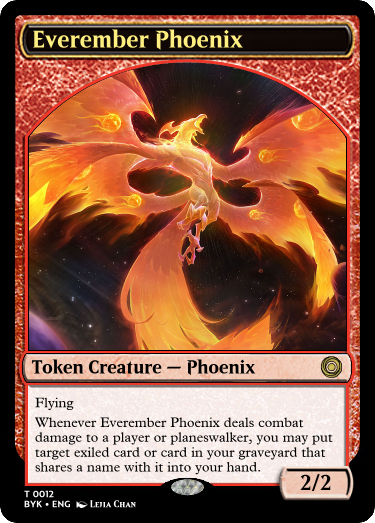 Everember Phoenix
Token Creature — Phoenix
Flying
Whenever Everember Phoenix deals combat
damage to a player or planeswalker, you may put
target exiled card or card in your graveyard that
shares a name with it into your hand.
2/2
T 0012
BYK • ENG Lejia Chan